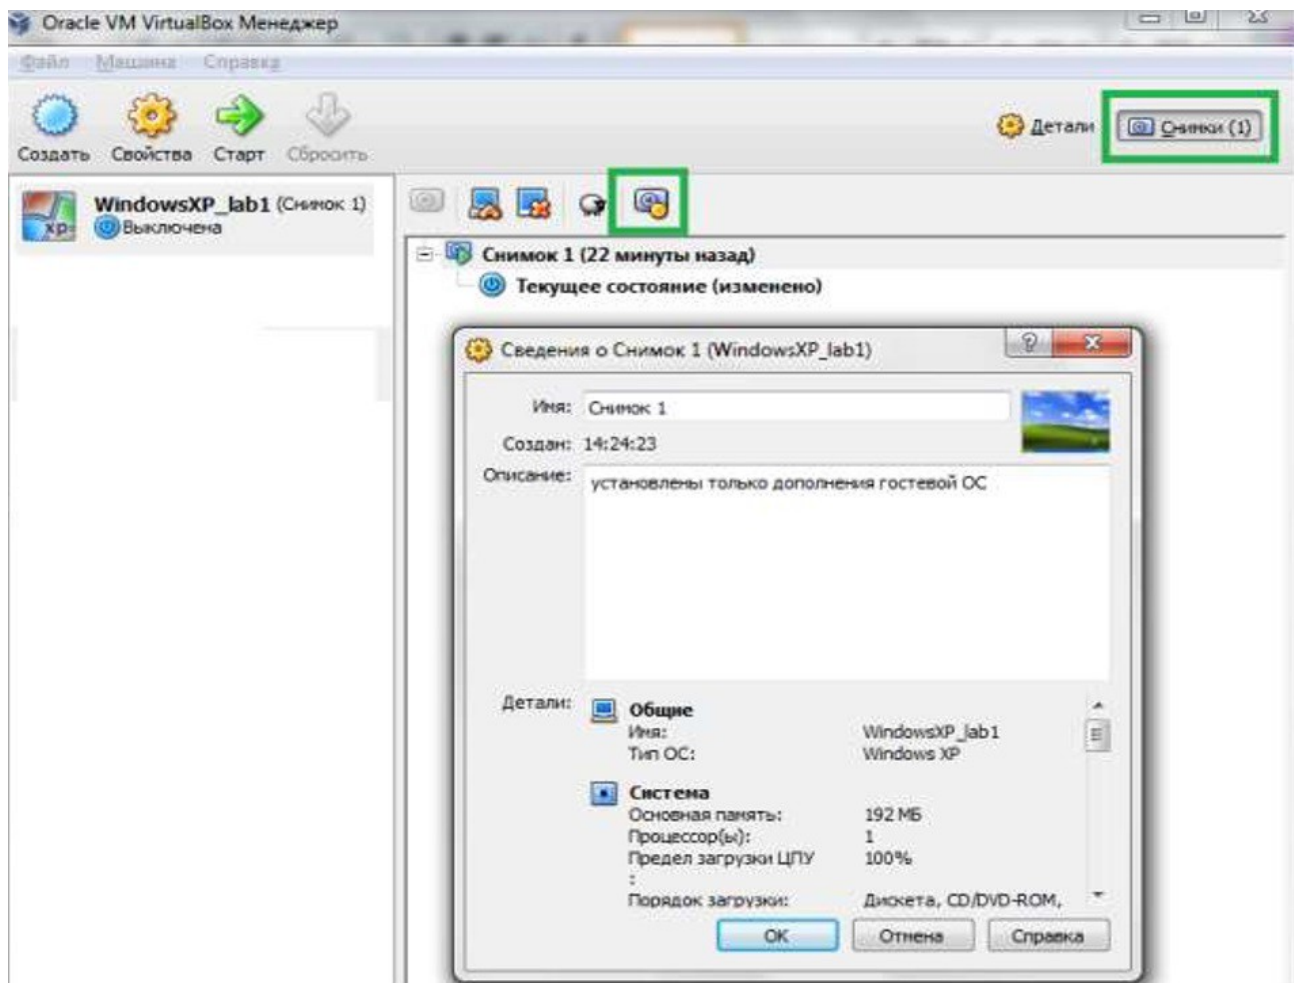 Oracle VM VirtualBox Менеджер
Файл Машина Справка
Создать Свойства Старт Сбросить
Детали Снимки (1)
WindowsXP_lab1 (Снимок 1)
xp
Выключена
Снимок 1 (22 минуты назад)
Текущее состояние (изменено)
Сведения о Снимок 1 (WindowsXP_lab1)
Имя: Снимок 1
Создан: 14:24:23
Описание: установлены только дополнения гостевой ОС
Детали: Общие
Имя: WindowsXP_lab1
Тип ОС: Windows XP
Система
Основная память: 192 МБ
Процессор(ы): 1
Предел загрузки ЦПУ 100%
:
Порядок загрузки: Дискета, CD/DVD-ROM,
OK Отмена Справка